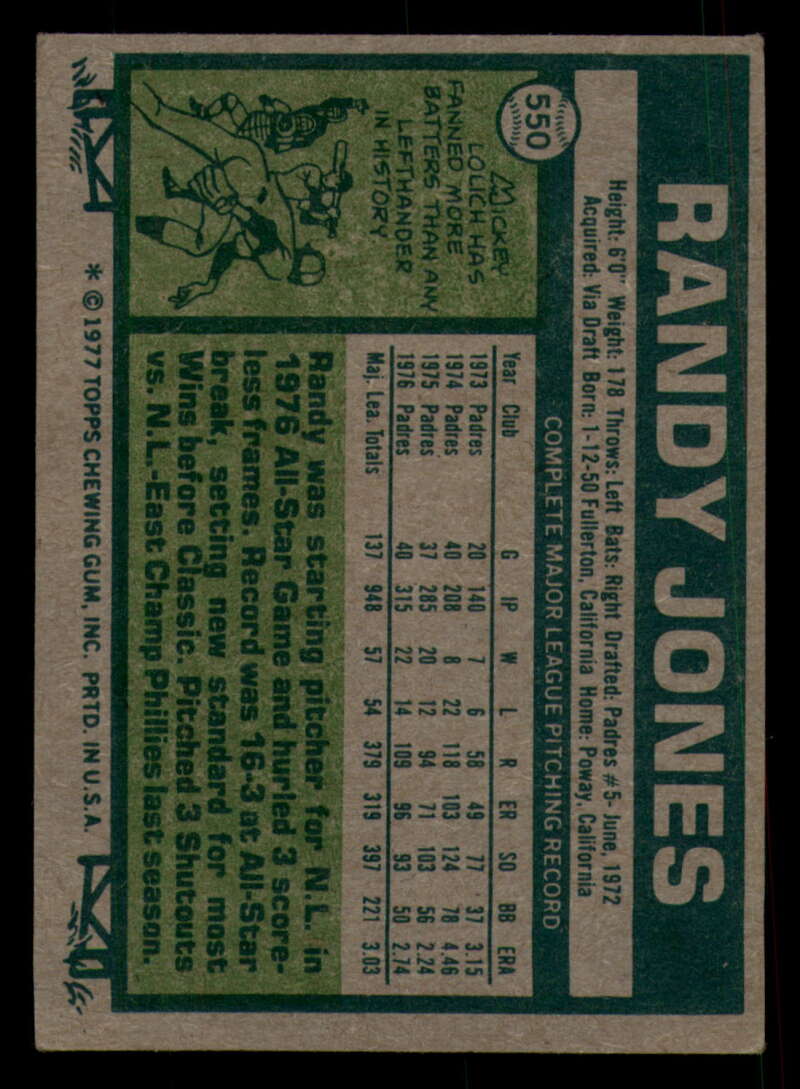 550
RANDY JONES
Height: 6'0" Weight: 178 Throws: Left Bats: Right Drafted: Padres #5- June, 1972
Acquired: Via Draft Born: 1-12-50 Fullerton, California Home: Poway, California
COMPLETE MAJOR LEAGUE PITCHING RECORD
Year Club G IP W L R ER SO BB ERA
1973 Padres 20 140 7 6 58 49 77 37 3.15
1974 Padres 40 208 8 22 118 103 124 78 4.46
1975 Padres 37 285 20 12 94 71 103 56 2.24
1976 Padres 40 315 22 14 109 96 93 50 2.74
Maj. Lea. Totals 137 948 57 54 379 319 397 221 3.03
MICKEY
LOLICH HAS
FANNED MORE
BATTERS THAN ANY
LEFTHANDER
IN HISTORY.
Randy was starting pitcher for N.L. in
1976 All-Star Game and hurled 3 score-
less frames. Record was 16-3 at All-Star
break, setting new standard for most
Wins before Classic. Pitched 3 Shutouts
vs. N.L.-East Champ Phillies last season.
* © 1977 TOPPS CHEWING GUM, INC. PRTD. IN U.S.A.